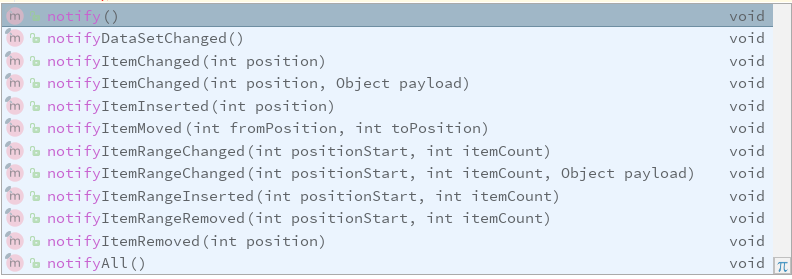 m notify() void
m notifyDataSetChanged() void
m notifyItemChanged(int position) void
m notifyItemChanged(int position, Object payload) void
m notifyItemInserted(int position) void
m notifyItemMoved(int fromPosition, int toPosition) void
m notifyItemRangeChanged(int positionStart, int itemCount) void
m notifyItemRangeChanged(int positionStart, int itemCount, Object payload) void
m notifyItemRangeInserted(int positionStart, int itemCount) void
m notifyItemRangeRemoved(int positionStart, int itemCount) void
m notifyItemRemoved(int position) void
m notifyAll() void π